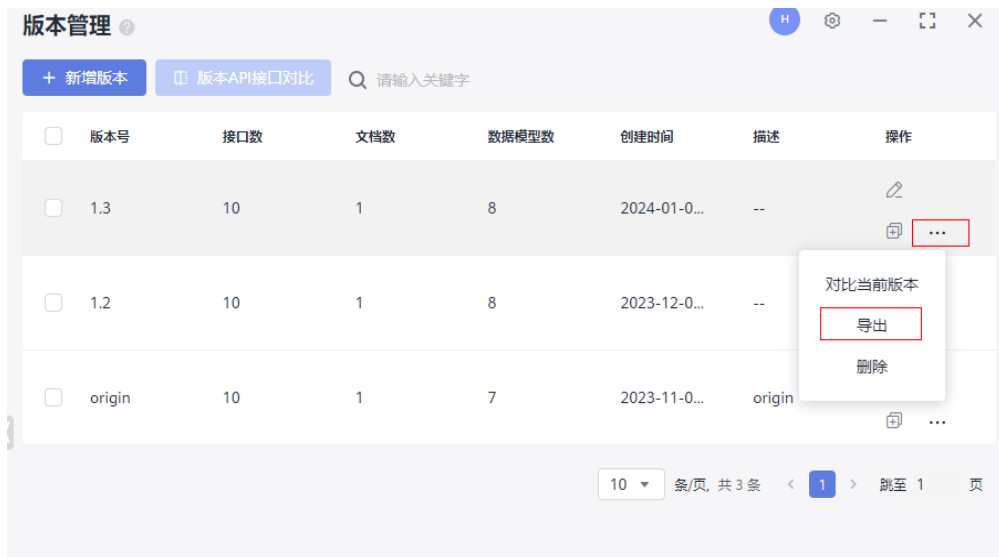 版本管理
H
新增版本 版本API接口对比 请输入关键字
版本号 接口数 文档数 数据模型数 创建时间 描述 操作
1.3 10 1 8 2024-01-0... --
对比当前版本
1.2 10 1 8 2023-12-0... --
导出
删除
origin 10 1 7 2023-11-0... origin
10 条/页, 共 3 条 1 跳至 1 页